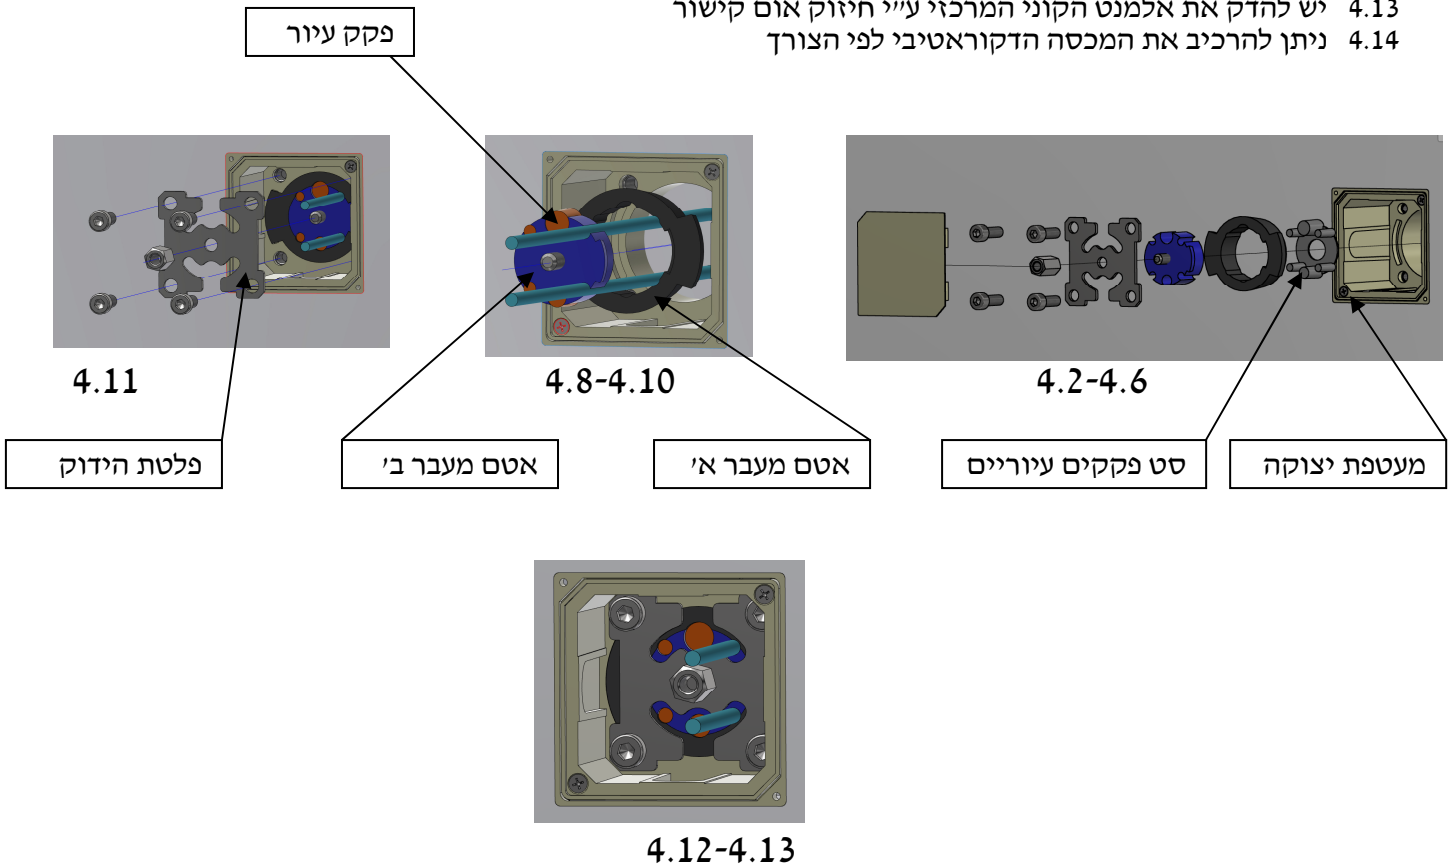 4.13 יש להדק את אלמנט הקוני המרכזי ע״י חיזוק אום קישור
4.14 ניתן להרכיב את המכסה הדקוראטיבי לפי הצורך
פקק עיור
4.2-4.6
4.8-4.10
4.11
מעטפת יצוקה
סט פקקים עיוריים
אטם מעבר א׳
אטם מעבר ב׳
פלטת הידוק
4.12-4.13